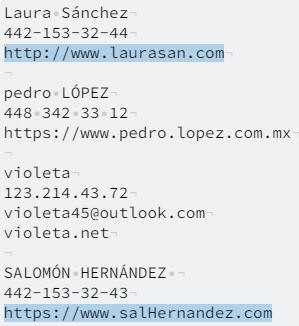 Laura Sánchez
442-153-32-44
http://www.laurasan.com

pedro LÓPEZ
448 342 33 12
https://www.pedro.lopez.com.mx

violeta
123.214.43.72
violeta45@outlook.com
violeta.net

SALOMÓN HERNÁNDEZ
442-153-32-43
https://www.salHernandez.com